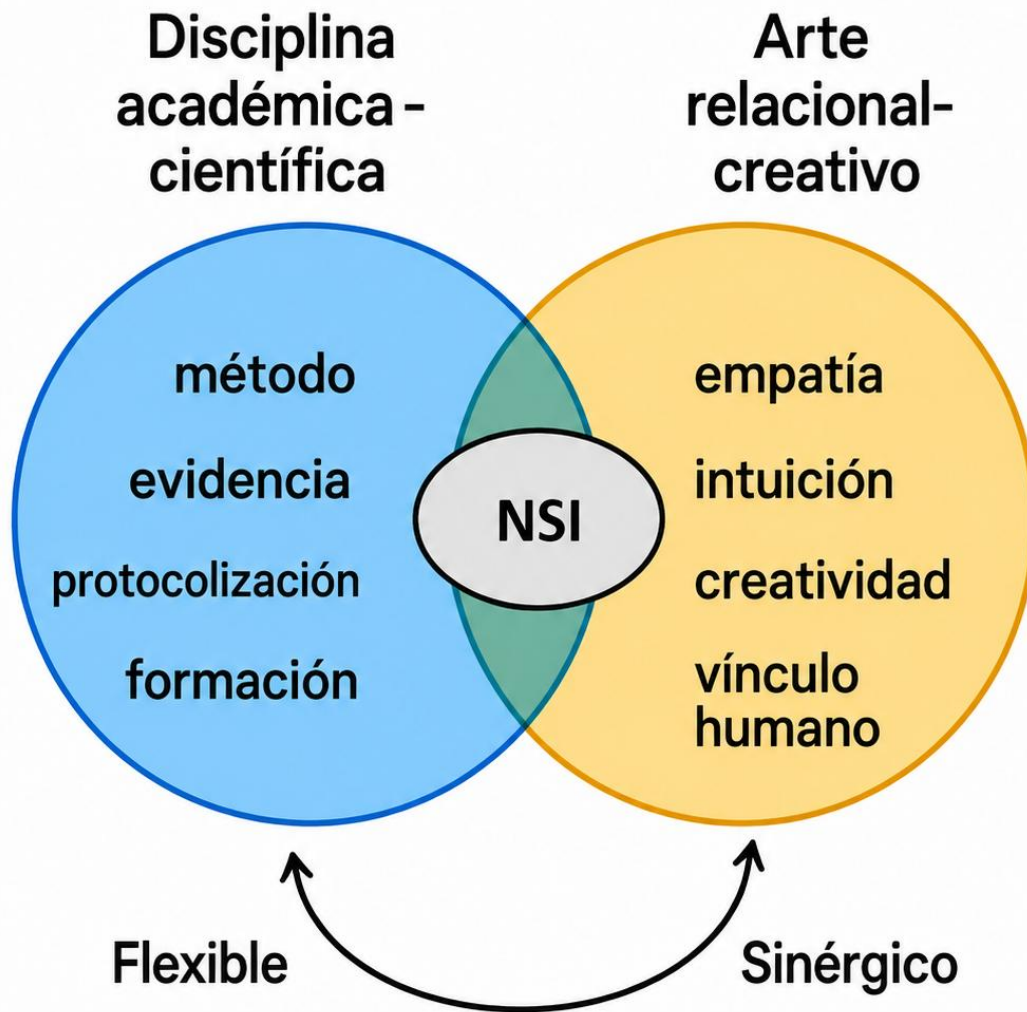 Disciplina
académica-
científica
Arte
relacional-
creativo
método
evidencia
protocolización
formación
NSI
empatía
intuición
creatividad
vínculo
humano
Flexible
Sinérgico